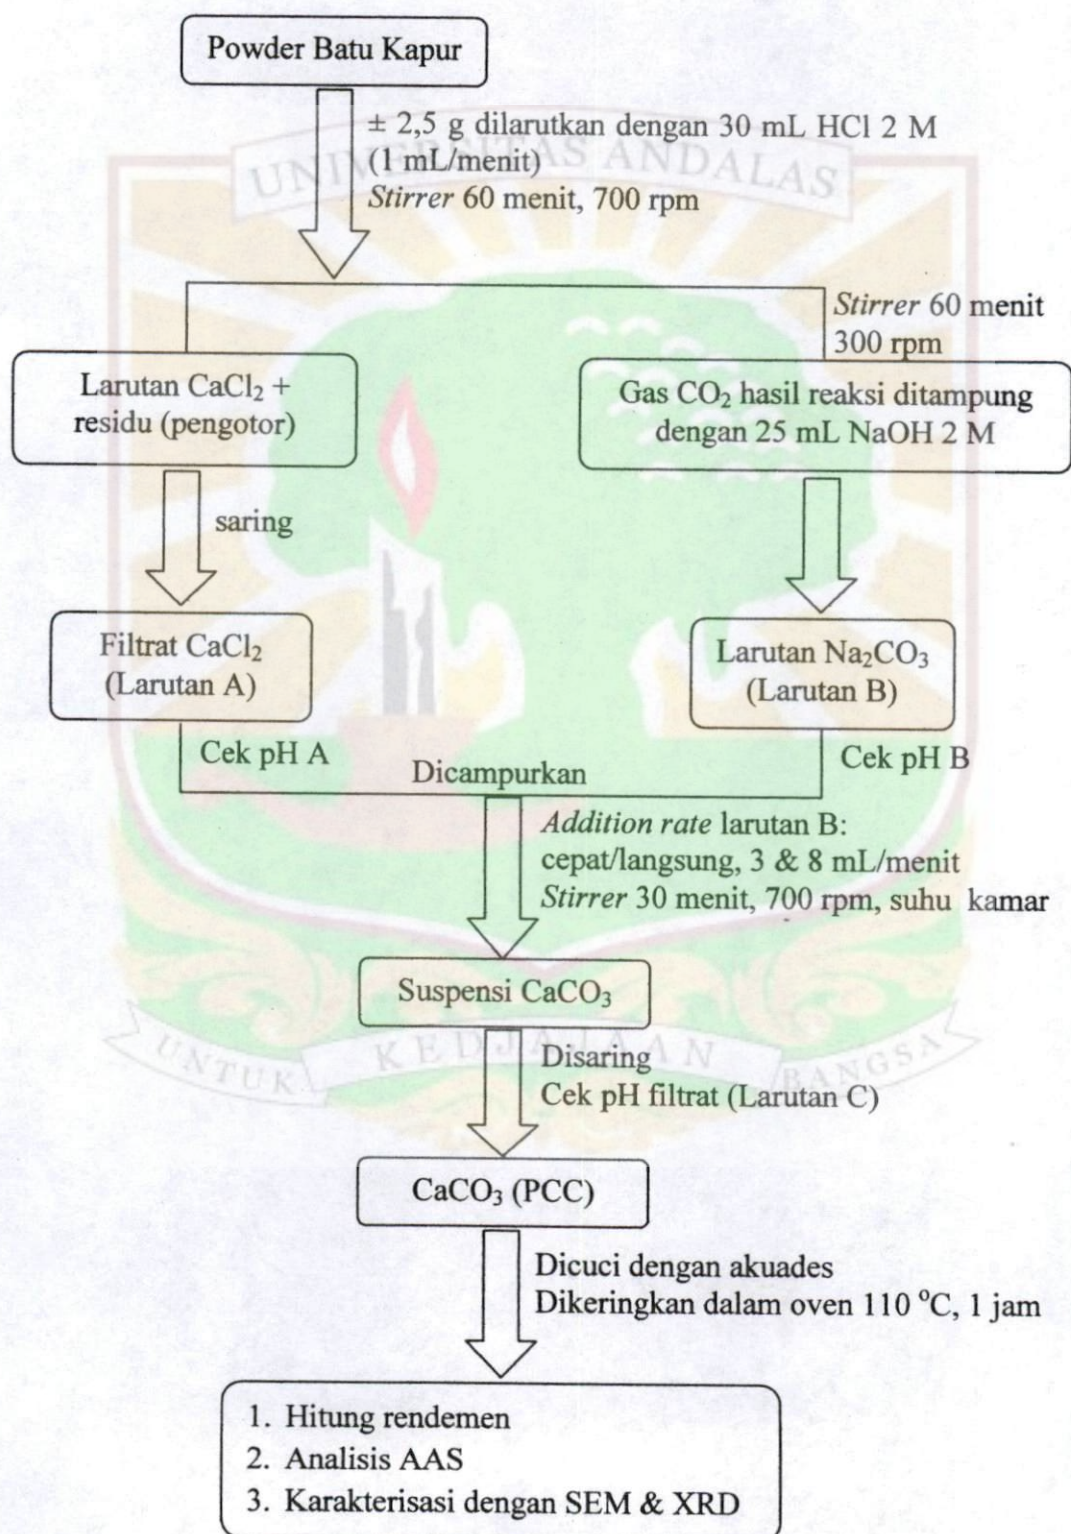 Powder Batu Kapur
± 2,5 g dilarutkan dengan 30 mL HCl 2 M
(1 mL/menit)
Stirrer 60 menit, 700 rpm
UNIVERSITAS ANDALAS
Stirrer 60 menit
300 rpm
Larutan CaCl₂ +
residu (pengotor)
Gas CO₂ hasil reaksi ditampung
dengan 25 mL NaOH 2 M
saring
Filtrat CaCl₂
(Larutan A)
Larutan Na₂CO₃
(Larutan B)
Cek pH A
Cek pH B
Dicampurkan
Addition rate larutan B:
cepat/langsung, 3 & 8 mL/menit
Stirrer 30 menit, 700 rpm, suhu kamar
Suspensi CaCO₃
UNTUK KEDJAJAAN BANGSA
Disaring
Cek pH filtrat (Larutan C)
CaCO₃ (PCC)
Dicuci dengan akuades
Dikeringkan dalam oven 110 °C, 1 jam
1. Hitung rendemen
2. Analisis AAS
3. Karakterisasi dengan SEM & XRD